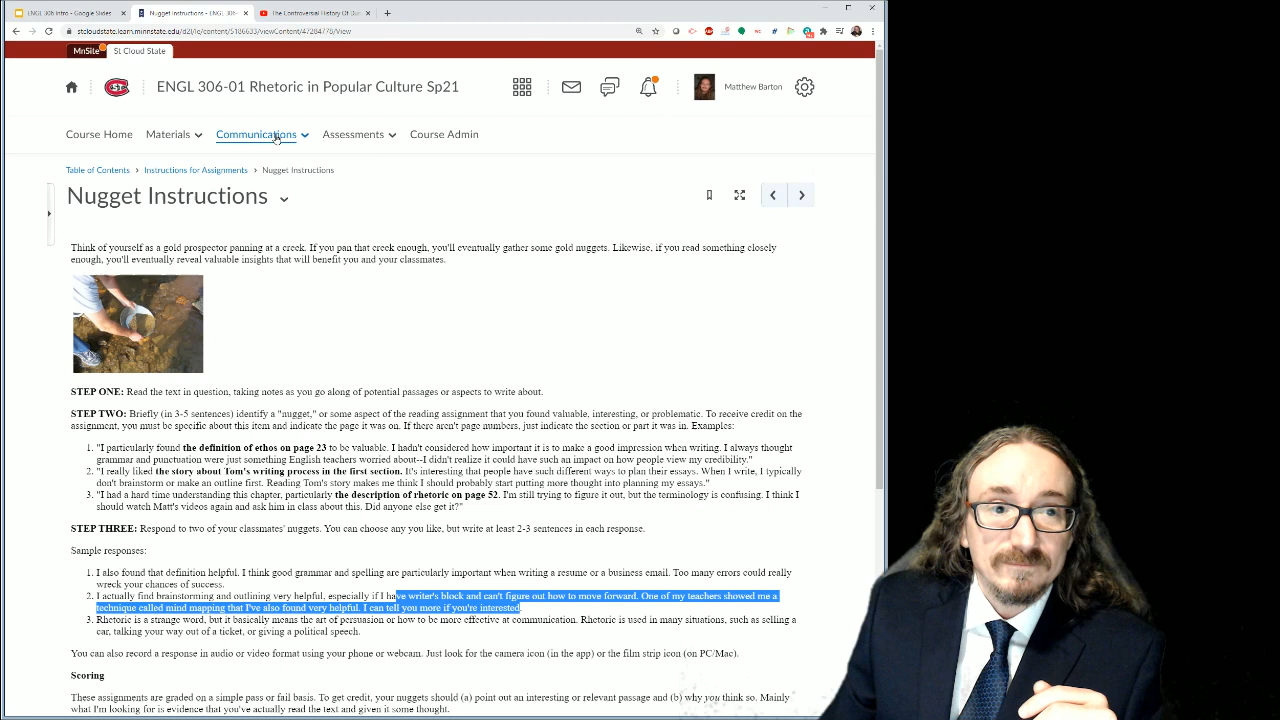 ENGL 306 Intro - Google Slides
Nugget Instructions - ENGL 306-
The Controversial History Of Dun
stcloudstate.learn.minnstate.edu/d2l/le/content/5186633/viewContent/47284778/View
MnSite
St Cloud State
ENGL 306-01 Rhetoric in Popular Culture Sp21
Matthew Barton
Course Home Materials Communications Assessments Course Admin
Table of Contents > Instructions for Assignments > Nugget Instructions
Nugget Instructions
Think of yourself as a gold prospector panning at a creek. If you pan that creek enough, you'll eventually gather some gold nuggets. Likewise, if you read something closely
enough, you'll eventually reveal valuable insights that will benefit you and your classmates.
STEP ONE: Read the text in question, taking notes as you go along of potential passages or aspects to write about.
STEP TWO: Briefly (in 3-5 sentences) identify a "nugget," or some aspect of the reading assignment that you found valuable, interesting, or problematic. To receive credit on the
assignment, you must be specific about this item and indicate the page it was on. If there aren't page numbers, just indicate the section or part it was in. Examples:
1. "I particularly found the definition of ethos on page 23 to be valuable. I hadn't considered how important it is to make a good impression when writing. I always thought
grammar and punctuation were just something English teachers worried about--I didn't realize it could have such an impact on how people view my credibility."
2. "I really liked the story about Tom's writing process in the first section. It's interesting that people have such different ways to plan their essays. When I write, I typically
don't brainstorm or make an outline first. Reading Tom's story makes me think I should probably start putting more thought into planning my essays."
3. "I had a hard time understanding this chapter, particularly the description of rhetoric on page 52. I'm still trying to figure it out, but the terminology is confusing. I think I
should watch Matt's videos again and ask him in class about this. Did anyone else get it?"
STEP THREE: Respond to two of your classmates' nuggets. You can choose any you like, but write at least 2-3 sentences in each response.
Sample responses:
1. I also found that definition helpful. I think good grammar and spelling are particularly important when writing a resume or a business email. Too many errors could really
wreck your chances of success.
2. I actually find brainstorming and outlining very helpful, especially if I have writer's block and can't figure out how to move forward. One of my teachers showed me a
technique called mind mapping that I've also found very helpful. I can tell you more if you're interested.
3. Rhetoric is a strange word, but it basically means the art of persuasion or how to be more effective at communication. Rhetoric is used in many situations, such as selling a
car, talking your way out of a ticket, or giving a political speech.
You can also record a response in audio or video format using your phone or webcam. Just look for the camera icon (in the app) or the film strip icon (on PC/Mac).
Scoring
These assignments are graded on a simple pass or fail basis. To get credit, your nuggets should (a) point out an interesting or relevant passage and (b) why you think so. Mainly
what I'm looking for is evidence that you've actually read the text and given it some thought.